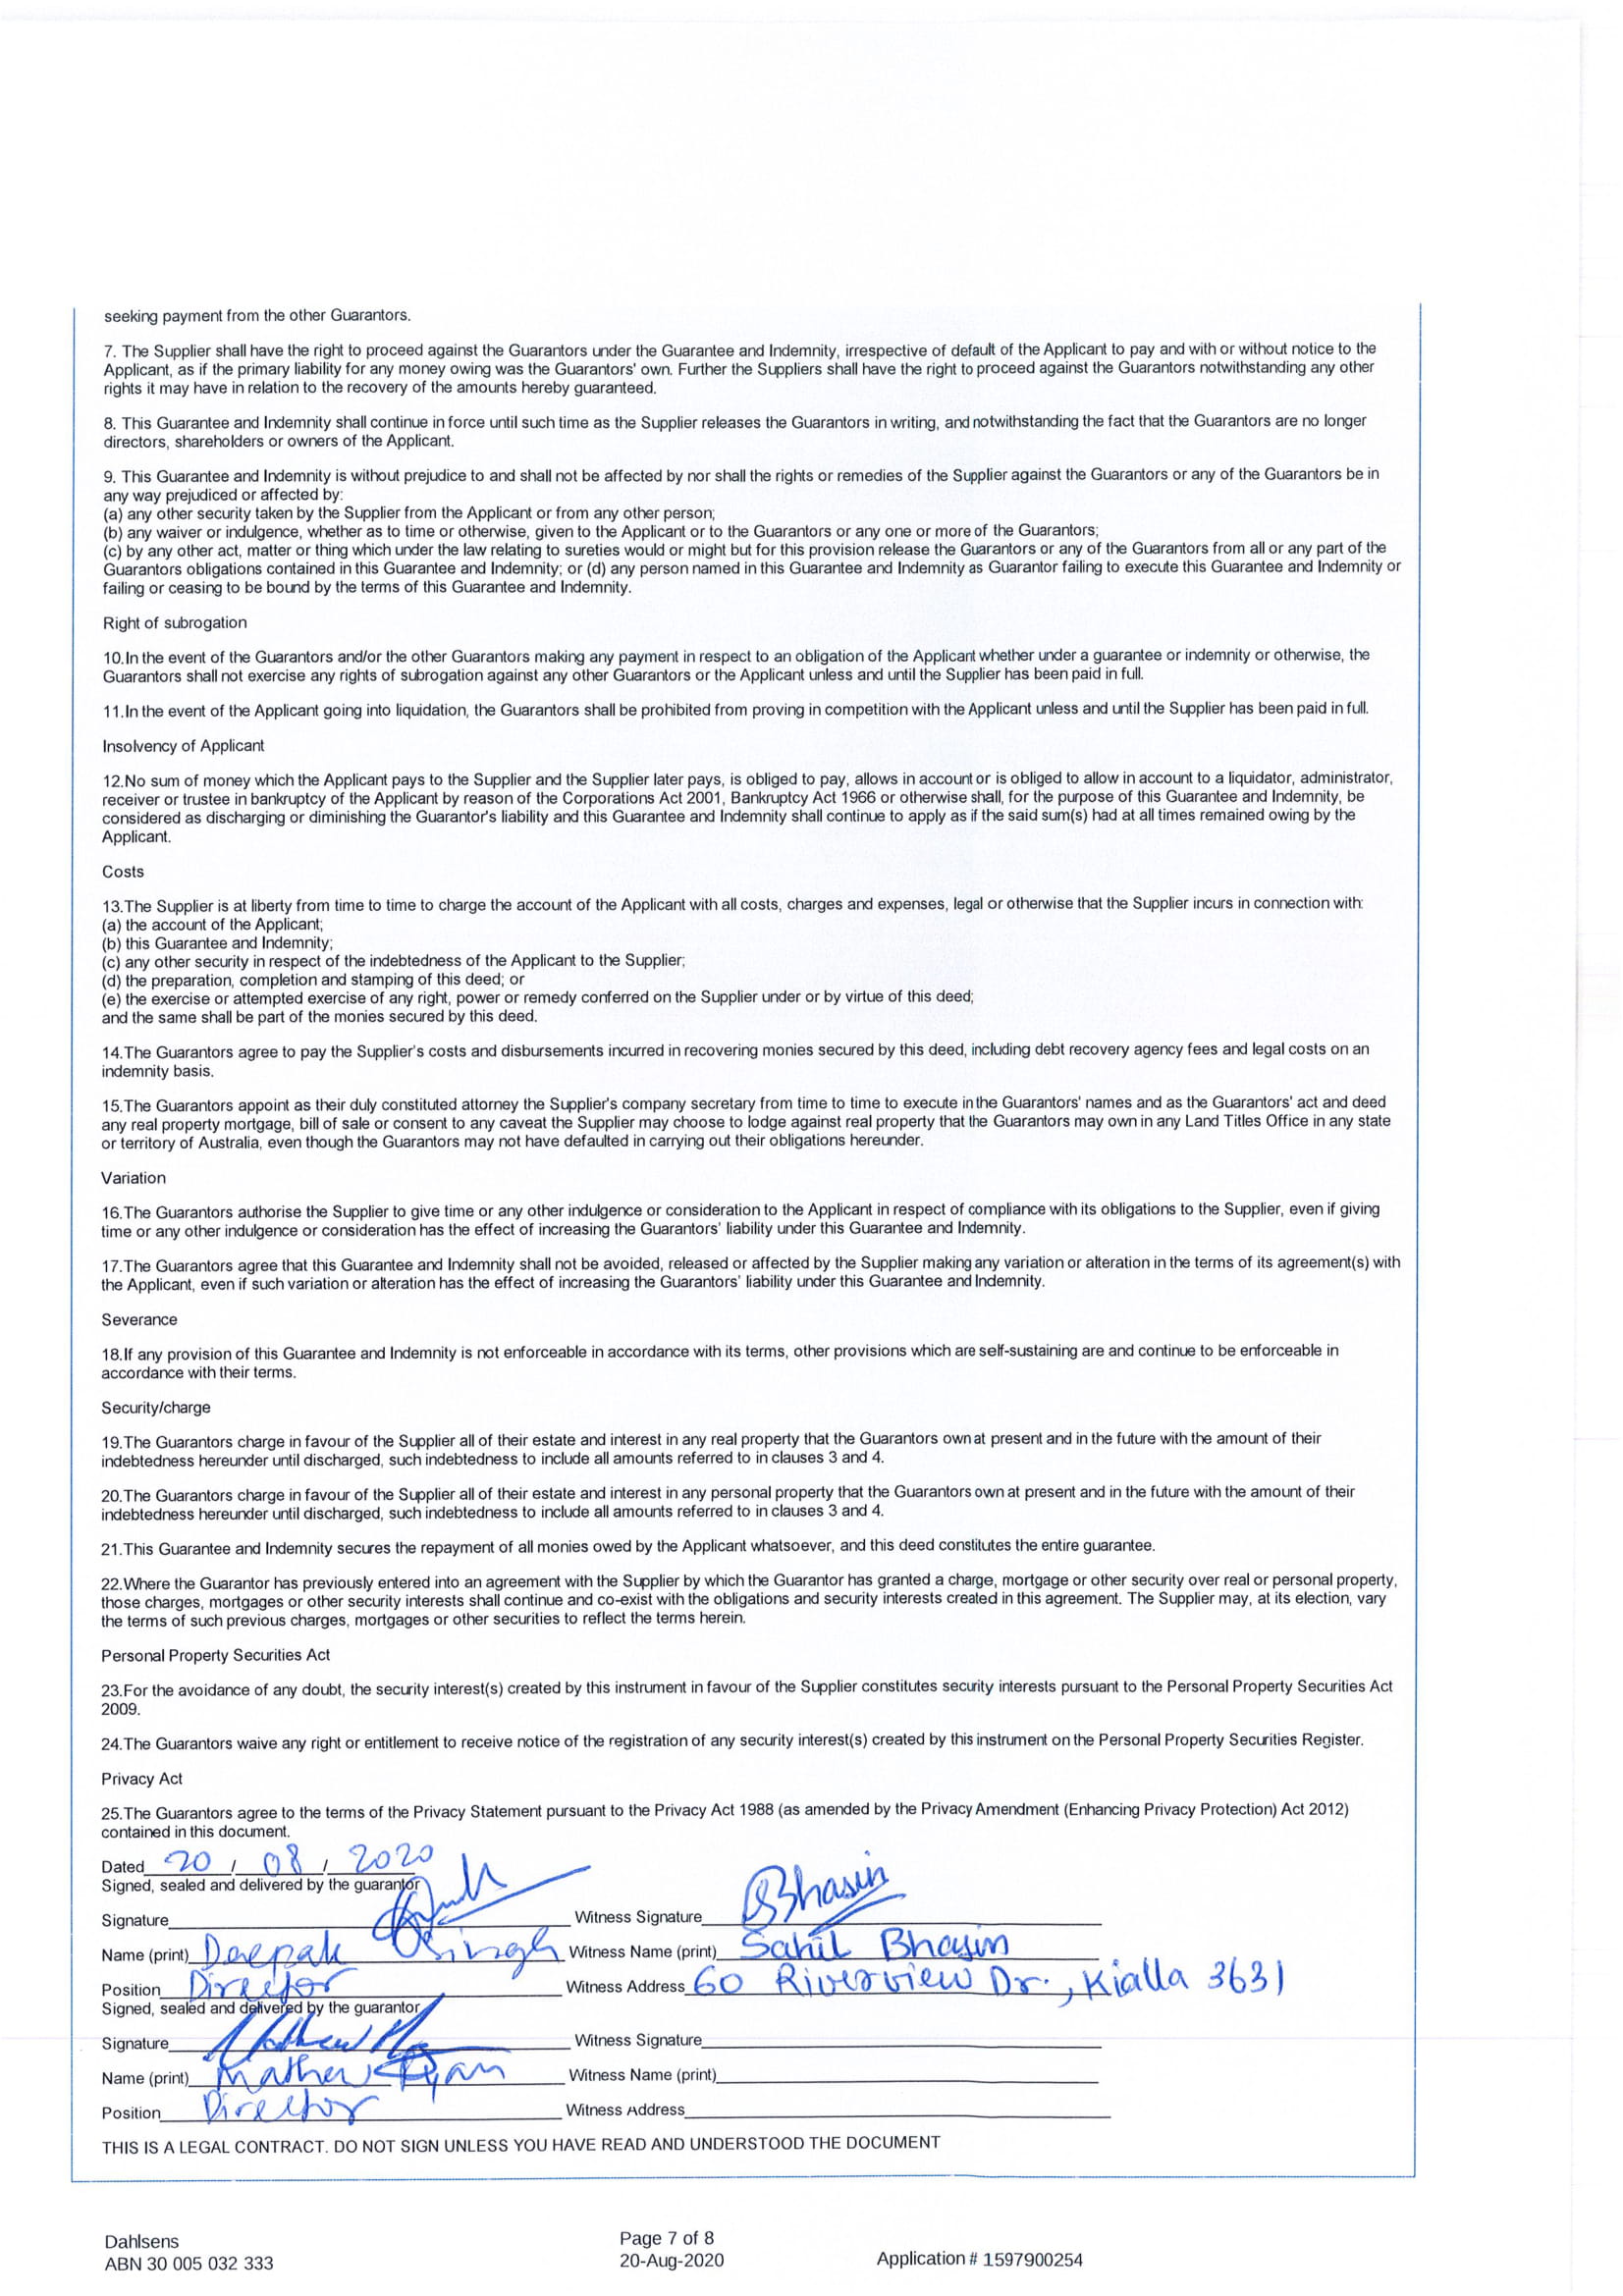 seeking payment from the other Guarantors.
7. The Supplier shall have the right to proceed against the Guarantors under the Guarantee and Indemnity, irrespective of default of the Applicant to pay and with or without notice to the
Applicant, as if the primary liability for any money owing was the Guarantors' own. Further the Suppliers shall have the right to proceed against the Guarantors notwithstanding any other
rights it may have in relation to the recovery of the amounts hereby guaranteed.
8. This Guarantee and Indemnity shall continue in force until such time as the Supplier releases the Guarantors in writing, and notwithstanding the fact that the Guarantors are no longer
directors, shareholders or owners of the Applicant.
9. This Guarantee and Indemnity is without prejudice to and shall not be affected by nor shall the rights or remedies of the Supplier against the Guarantors or any of the Guarantors be in
any way prejudiced or affected by:
(a) any other security taken by the Supplier from the Applicant or from any other person;
(b) any waiver or indulgence, whether as to time or otherwise, given to the Applicant or to the Guarantors or any one or more of the Guarantors;
(c) by any other act, matter or thing which under the law relating to sureties would or might but for this provision release the Guarantors or any of the Guarantors from all or any part of the
Guarantors obligations contained in this Guarantee and Indemnity; or (d) any person named in this Guarantee and Indemnity as Guarantor failing to execute this Guarantee and Indemnity or
failing or ceasing to be bound by the terms of this Guarantee and Indemnity.
Right of subrogation
10.In the event of the Guarantors and/or the other Guarantors making any payment in respect to an obligation of the Applicant whether under a guarantee or indemnity or otherwise, the
Guarantors shall not exercise any rights of subrogation against any other Guarantors or the Applicant unless and until the Supplier has been paid in full.
11.In the event of the Applicant going into liquidation, the Guarantors shall be prohibited from proving in competition with the Applicant unless and until the Supplier has been paid in full.
Insolvency of Applicant
12.No sum of money which the Applicant pays to the Supplier and the Supplier later pays, is obliged to pay, allows in account or is obliged to allow in account to a liquidator, administrator,
receiver or trustee in bankruptcy of the Applicant by reason of the Corporations Act 2001, Bankruptcy Act 1966 or otherwise shall, for the purpose of this Guarantee and Indemnity, be
considered as discharging or diminishing the Guarantor's liability and this Guarantee and Indemnity shall continue to apply as if the said sum(s) had at all times remained owing by the
Applicant.
Costs
13.The Supplier is at liberty from time to time to charge the account of the Applicant with all costs, charges and expenses, legal or otherwise that the Supplier incurs in connection with:
(a) the account of the Applicant;
(b) this Guarantee and Indemnity;
(c) any other security in respect of the indebtedness of the Applicant to the Supplier;
(d) the preparation, completion and stamping of this deed; or
(e) the exercise or attempted exercise of any right, power or remedy conferred on the Supplier under or by virtue of this deed;
and the same shall be part of the monies secured by this deed.
14.The Guarantors agree to pay the Supplier's costs and disbursements incurred in recovering monies secured by this deed, including debt recovery agency fees and legal costs on an
indemnity basis.
15.The Guarantors appoint as their duly constituted attorney the Supplier's company secretary from time to time to execute in the Guarantors' names and as the Guarantors' act and deed
any real property mortgage, bill of sale or consent to any caveat the Supplier may choose to lodge against real property that the Guarantors may own in any Land Titles Office in any state
or territory of Australia, even though the Guarantors may not have defaulted in carrying out their obligations hereunder.
Variation
16.The Guarantors authorise the Supplier to give time or any other indulgence or consideration to the Applicant in respect of compliance with its obligations to the Supplier, even if giving
time or any other indulgence or consideration has the effect of increasing the Guarantors' liability under this Guarantee and Indemnity.
17.The Guarantors agree that this Guarantee and Indemnity shall not be avoided, released or affected by the Supplier making any variation or alteration in the terms of its agreement(s) with
the Applicant, even if such variation or alteration has the effect of increasing the Guarantors' liability under this Guarantee and Indemnity.
Severance
18.If any provision of this Guarantee and Indemnity is not enforceable in accordance with its terms, other provisions which are self-sustaining are and continue to be enforceable in
accordance with their terms.
Security/charge
19.The Guarantors charge in favour of the Supplier all of their estate and interest in any real property that the Guarantors own at present and in the future with the amount of their
indebtedness hereunder until discharged, such indebtedness to include all amounts referred to in clauses 3 and 4.
20.The Guarantors charge in favour of the Supplier all of their estate and interest in any personal property that the Guarantors own at present and in the future with the amount of their
indebtedness hereunder until discharged, such indebtedness to include all amounts referred to in clauses 3 and 4.
21.This Guarantee and Indemnity secures the repayment of all monies owed by the Applicant whatsoever, and this deed constitutes the entire guarantee.
22.Where the Guarantor has previously entered into an agreement with the Supplier by which the Guarantor has granted a charge, mortgage or other security over real or personal property,
those charges, mortgages or other security interests shall continue and co-exist with the obligations and security interests created in this agreement. The Supplier may, at its election, vary
the terms of such previous charges, mortgages or other securities to reflect the terms herein.
Personal Property Securities Act
23.For the avoidance of any doubt, the security interest(s) created by this instrument in favour of the Supplier constitutes security interests pursuant to the Personal Property Securities Act
2009.
24.The Guarantors waive any right or entitlement to receive notice of the registration of any security interest(s) created by this instrument on the Personal Property Securities Register.
Privacy Act
25.The Guarantors agree to the terms of the Privacy Statement pursuant to the Privacy Act 1988 (as amended by the Privacy Amendment (Enhancing Privacy Protection) Act 2012)
contained in this document.
Dated 20 / 08 / 2020
Signed, sealed and delivered by the guarantor
Signature Witness Signature Bhasin
Name (print) Deepak Singh Witness Name (print) Sahil Bhasin
Position Director Witness Address 60 Riverview Dr., Kialla 3631
Signed, sealed and delivered by the guarantor
Signature Witness Signature
Name (print) Mathew Ryan Witness Name (print)
Position Director Witness Address
THIS IS A LEGAL CONTRACT. DO NOT SIGN UNLESS YOU HAVE READ AND UNDERSTOOD THE DOCUMENT
Dahlsens Page 7 of 8
ABN 30 005 032 333 20-Aug-2020 Application # 1597900254